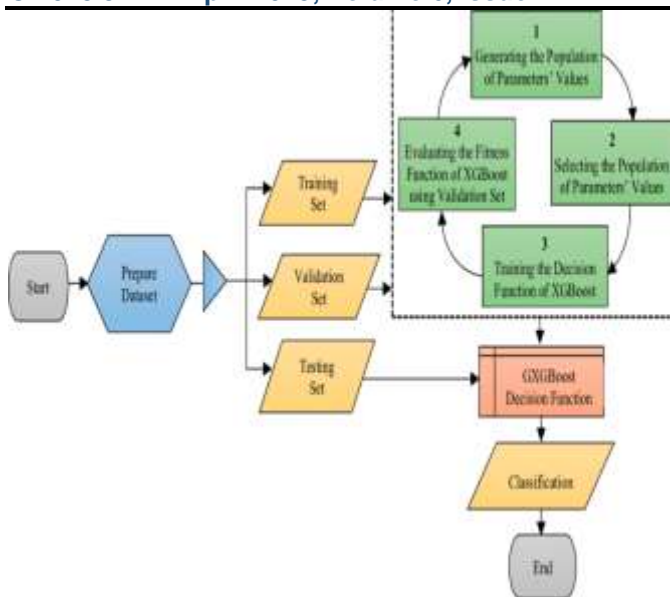 1
Generating the Population
of Parameters' Values
2
Selecting the Population
of Parameters' Values
3
Training the Decision
Function of XGBoost
4
Evaluating the Fitness
Function of XGBoost
using Validation Set
Start
Prepare
Dataset
Training
Set
Validation
Set
Testing
Set
GXGBoost
Decision Function
Classification
End